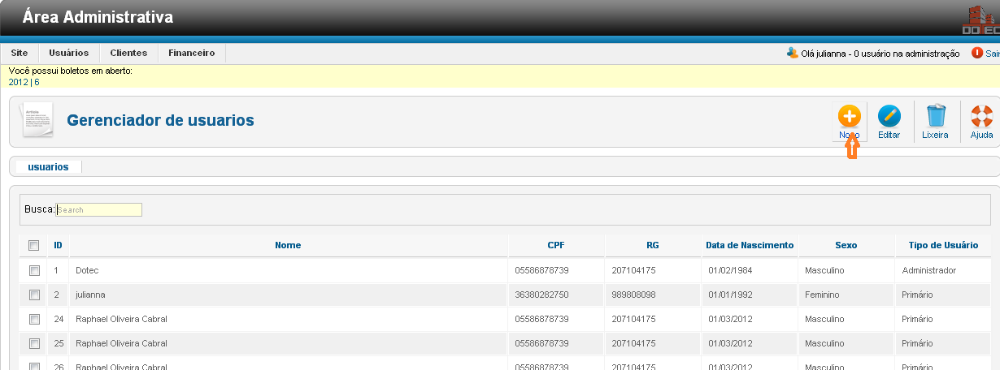 Área Administrativa
DOTEC
Site Usuários Clientes Financeiro Olá julianna - 0 usuário na administração Sair
Você possui boletos em aberto:
2012 | 6
Article
Gerenciador de usuarios
Novo Editar Lixeira Ajuda
usuarios
Busca: Search
ID Nome CPF RG Data de Nascimento Sexo Tipo de Usuário
1 Dotec 05586878739 207104175 01/02/1984 Masculino Administrador
2 julianna 36380282750 989808098 01/01/1992 Feminino Primário
24 Raphael Oliveira Cabral 05586878739 207104175 01/03/2012 Masculino Primário
25 Raphael Oliveira Cabral 05586878739 207104175 01/03/2012 Masculino Primário
26 Raphael Oliveira Cabral 05586878739 207104175 01/03/2012 Masculino Primário